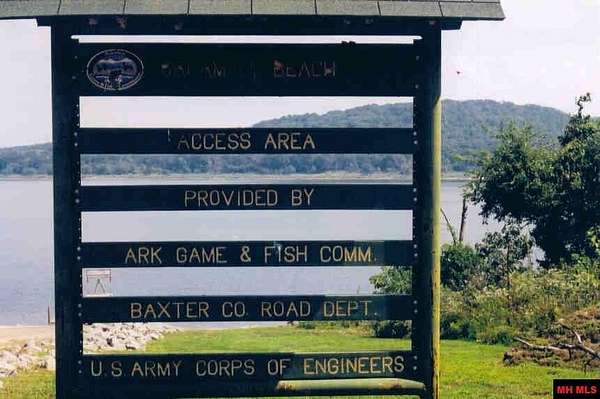 BEACH
ACCESS AREA
PROVIDED BY
ARK GAME & FISH COMM.
BAXTER CO. ROAD DEPT.
U.S. ARMY CORPS OF ENGINEERS
MH MLS